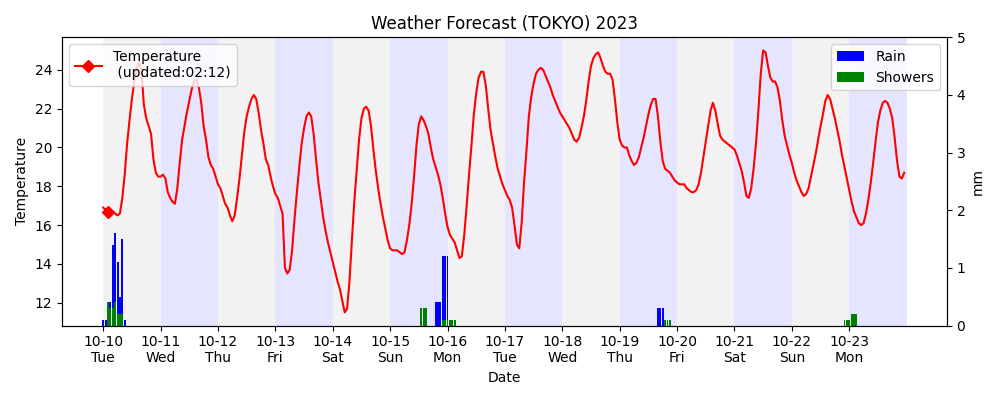 Weather Forecast (TOKYO) 2023
Temperature
(updated:02:12)
Rain
Showers
Temperature
24
22
20
18
16
14
12
5
4
3
2
1
0
mm
10-10 10-11 10-12 10-13 10-14 10-15 10-16 10-17 10-18 10-19 10-20 10-21 10-22 10-23
Tue Wed Thu Fri Sat Sun Mon Tue Wed Thu Fri Sat Sun Mon
Date